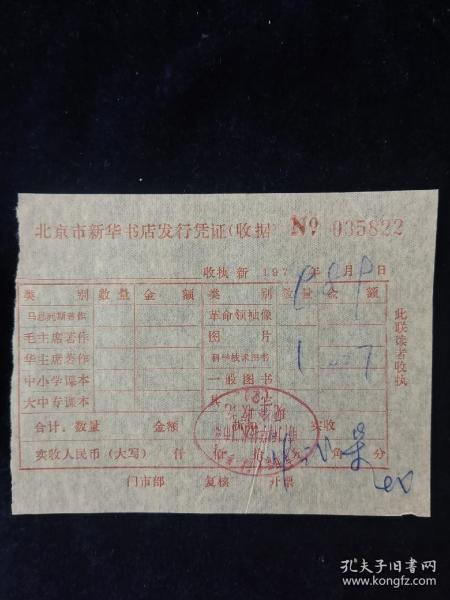 北京市新华书店发行凭证(收据) № 035822
收执 新 197 年 月 日
类别 数量 金额 类别 数量 金额
马恩列斯著作 革命领袖像
毛主席著作 图片
华主席著作 科学技术图书
中小学课本 一般图书
大中专课本
合计:数量 金额 实收
实收人民币(大写) 仟 佰 拾 角 分
门市部 复核 开票
此联读者收执
孔夫子旧书网
www.kongfz.com